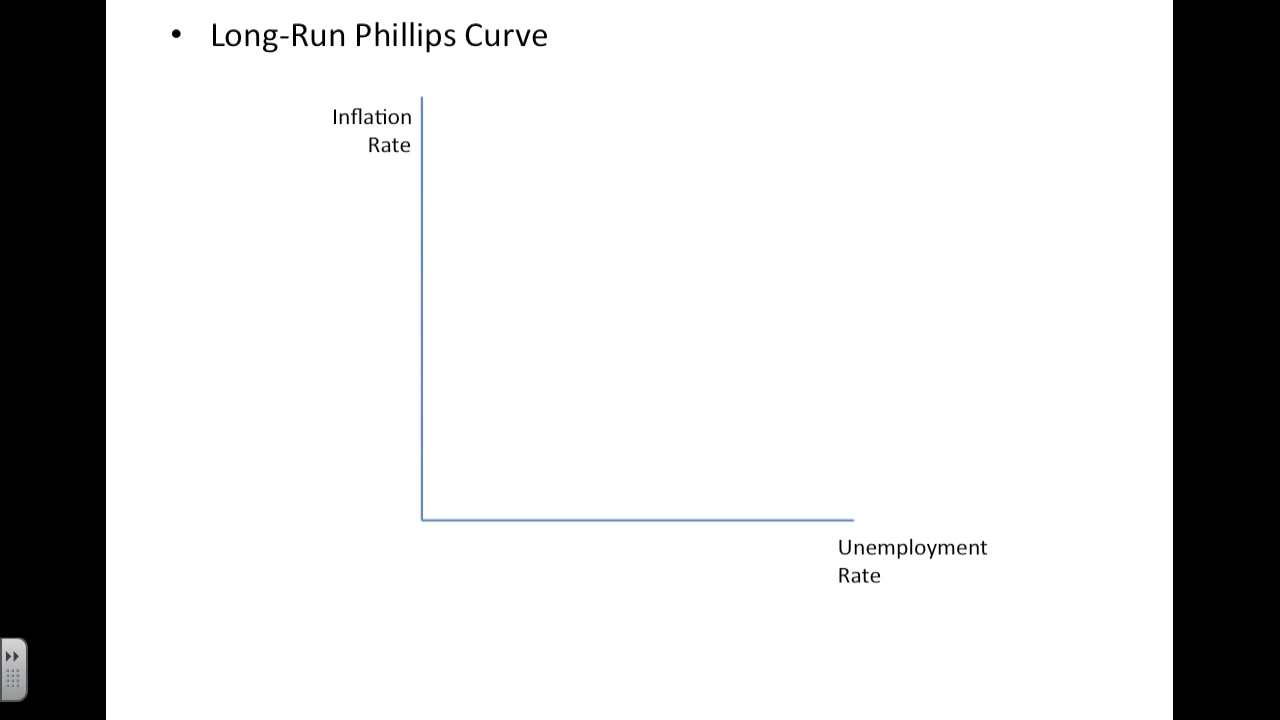 • Long-Run Phillips Curve
Inflation
Rate
Unemployment
Rate